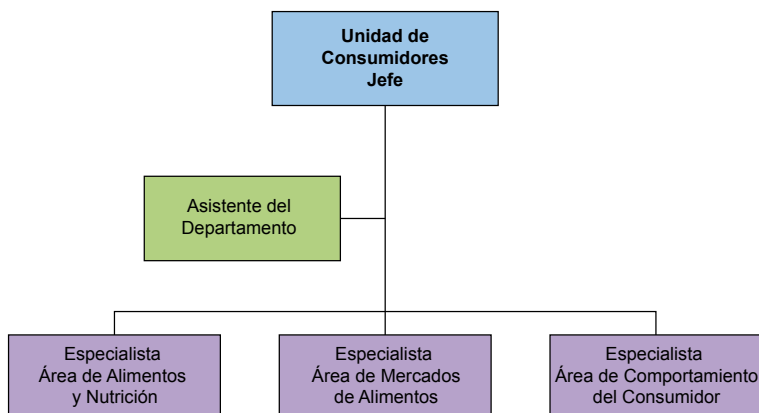 Unidad de
Consumidores
Jefe
Asistente del
Departamento
Especialista
Área de Alimentos
y Nutrición
Especialista
Área de Mercados
de Alimentos
Especialista
Área de Comportamiento
del Consumidor